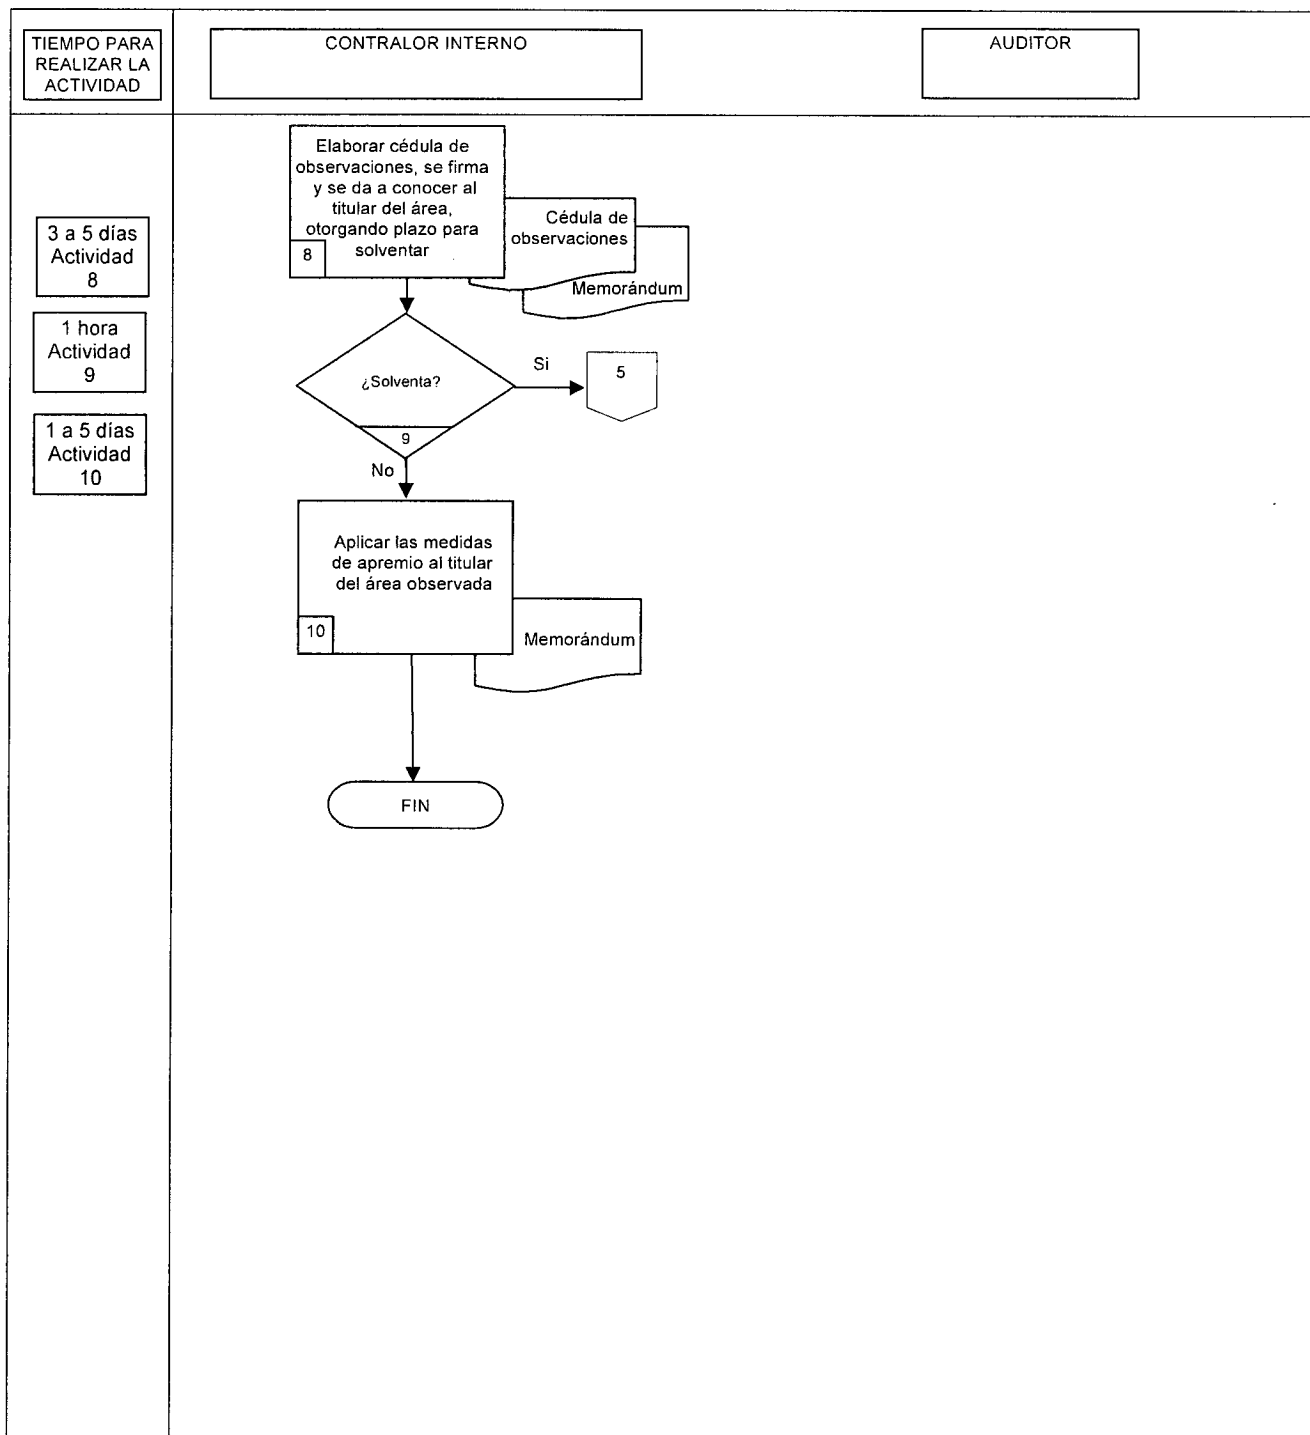 TIEMPO PARA
REALIZAR LA
ACTIVIDAD
CONTRALOR INTERNO
AUDITOR
3 a 5 días
Actividad
8
1 hora
Actividad
9
1 a 5 días
Actividad
10
Elaborar cédula de
observaciones, se firma
y se da a conocer al
titular del área,
otorgando plazo para
solventar
8
Cédula de
observaciones
Memorándum
¿Solventa?
9
Si
5
No
Aplicar las medidas
de apremio al titular
del área observada
10
Memorándum
FIN